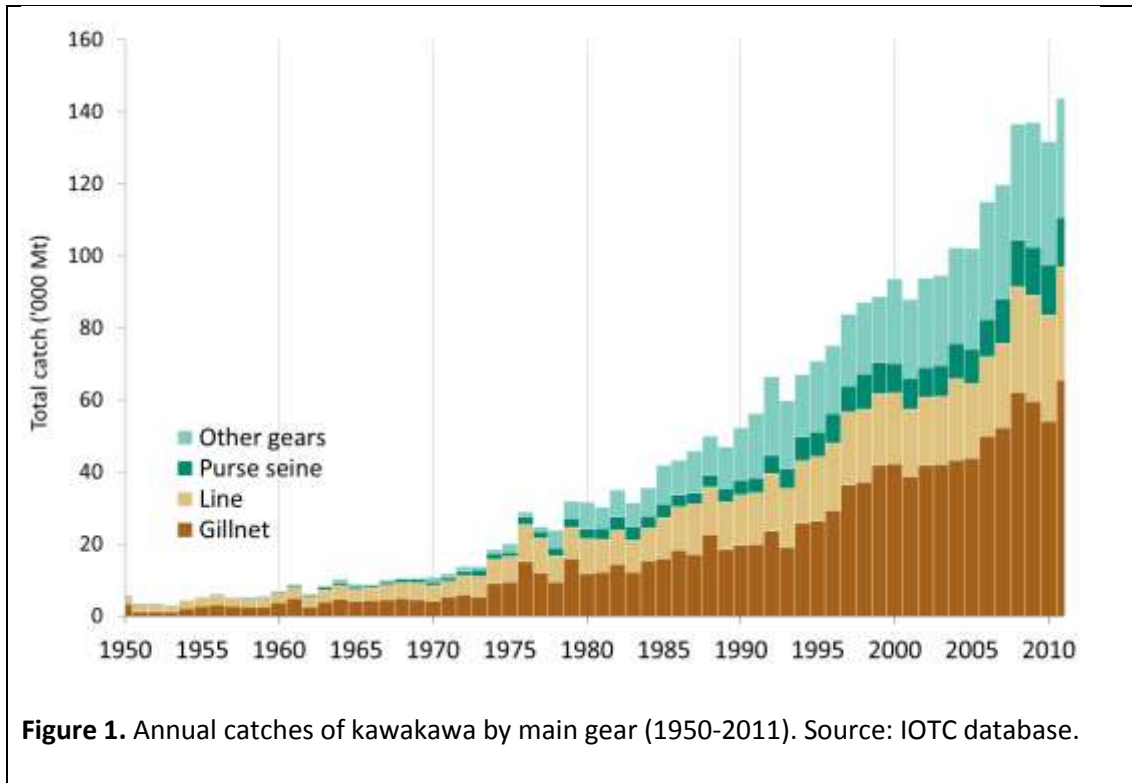 160
140
120
100
80
60
40
20
0
Total catch ('000 Mt)
Other gears
Purse seine
Line
Gillnet
1950 1955 1960 1965 1970 1975 1980 1985 1990 1995 2000 2005 2010
Figure 1. Annual catches of kawakawa by main gear (1950-2011). Source: IOTC database.